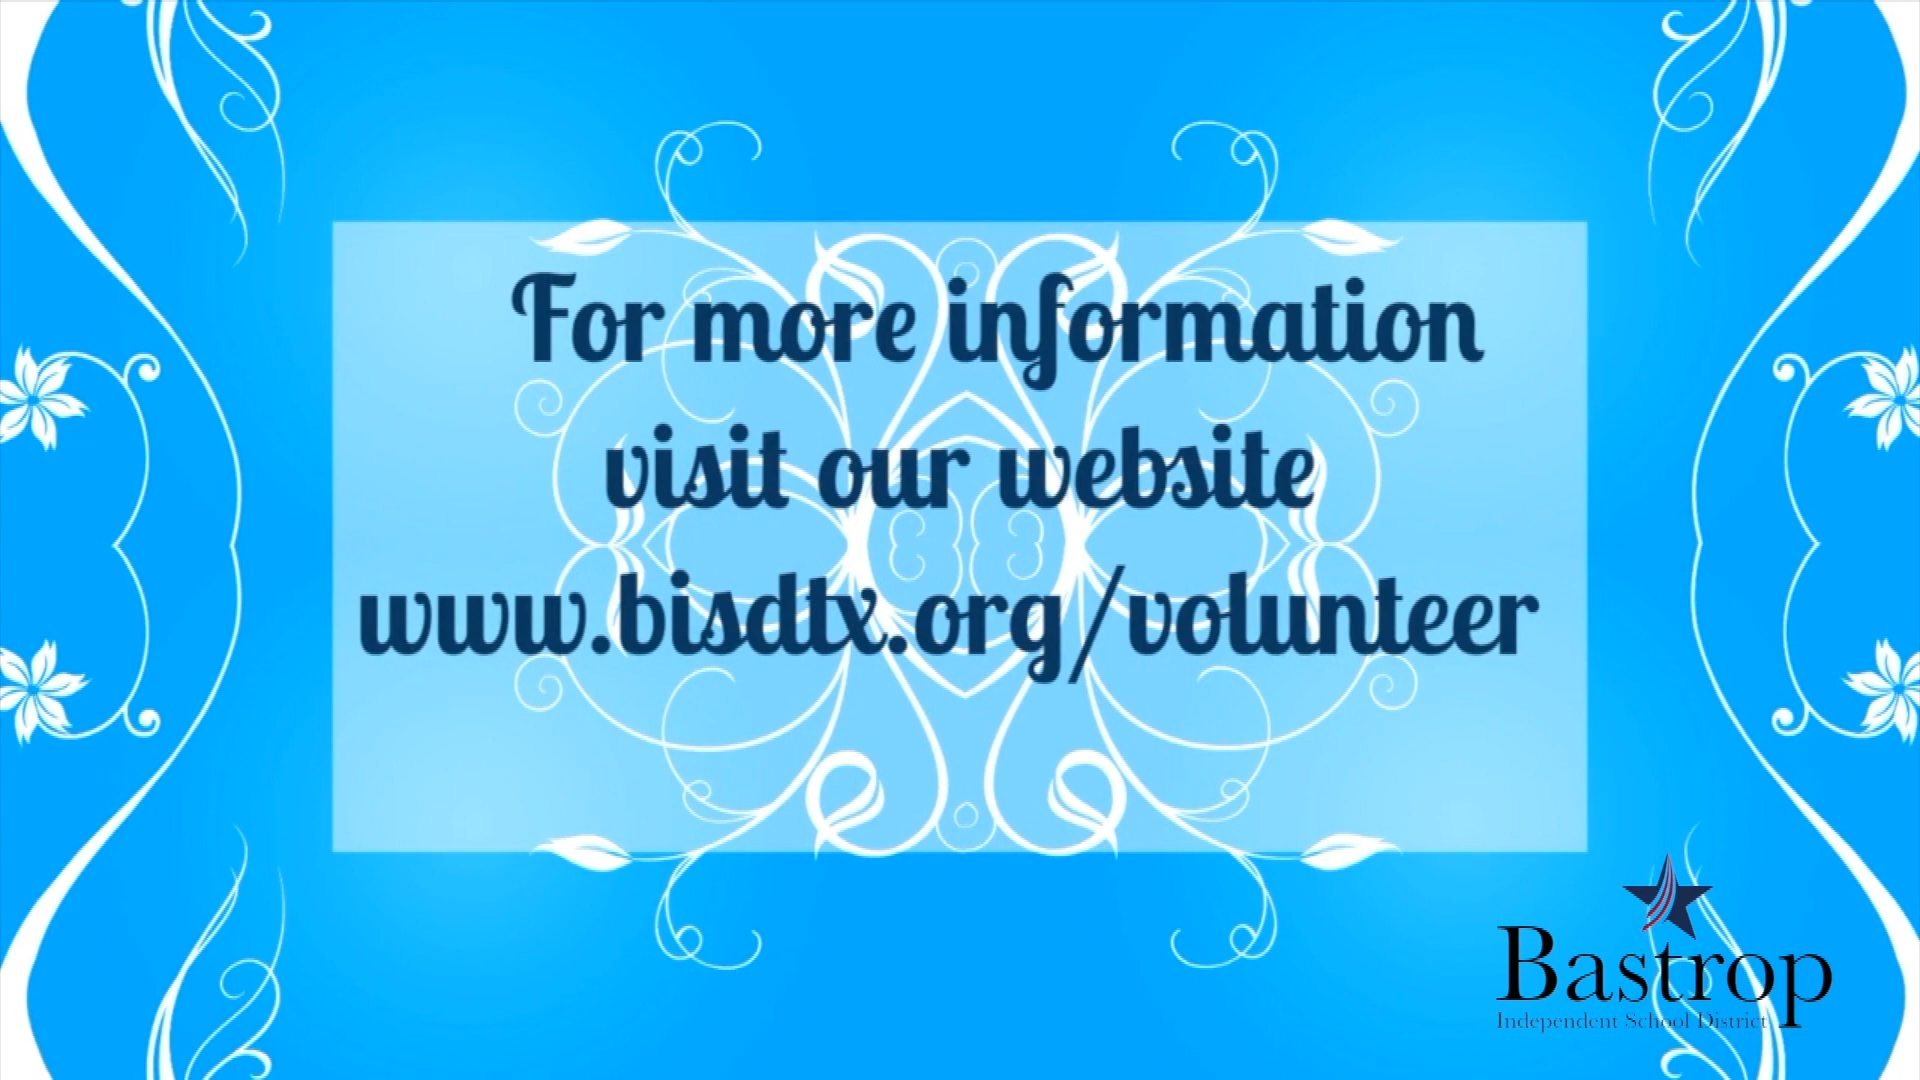 For more information
visit our website
www.bisdtx.org/volunteer
Bastrop
Independent School District